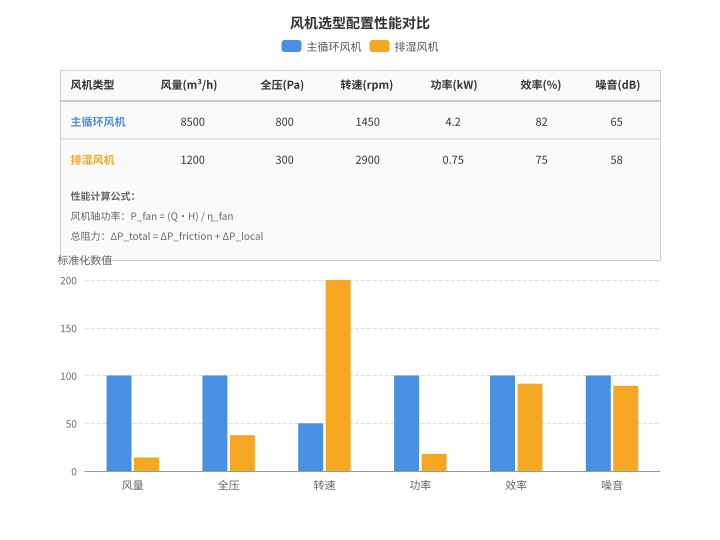 风机选型配置性能对比
主循环风机 排湿风机
风机类型 风量(m³/h) 全压(Pa) 转速(rpm) 功率(kW) 效率(%) 噪音(dB)
主循环风机 8500 800 1450 4.2 82 65
排湿风机 1200 300 2900 0.75 75 58
性能计算公式：
风机轴功率：P_fan = (Q · H) / η_fan
总阻力：ΔP_total = ΔP_friction + ΔP_local
标准化数值
200
150
100
50
0
风量 全压 转速 功率 效率 噪音